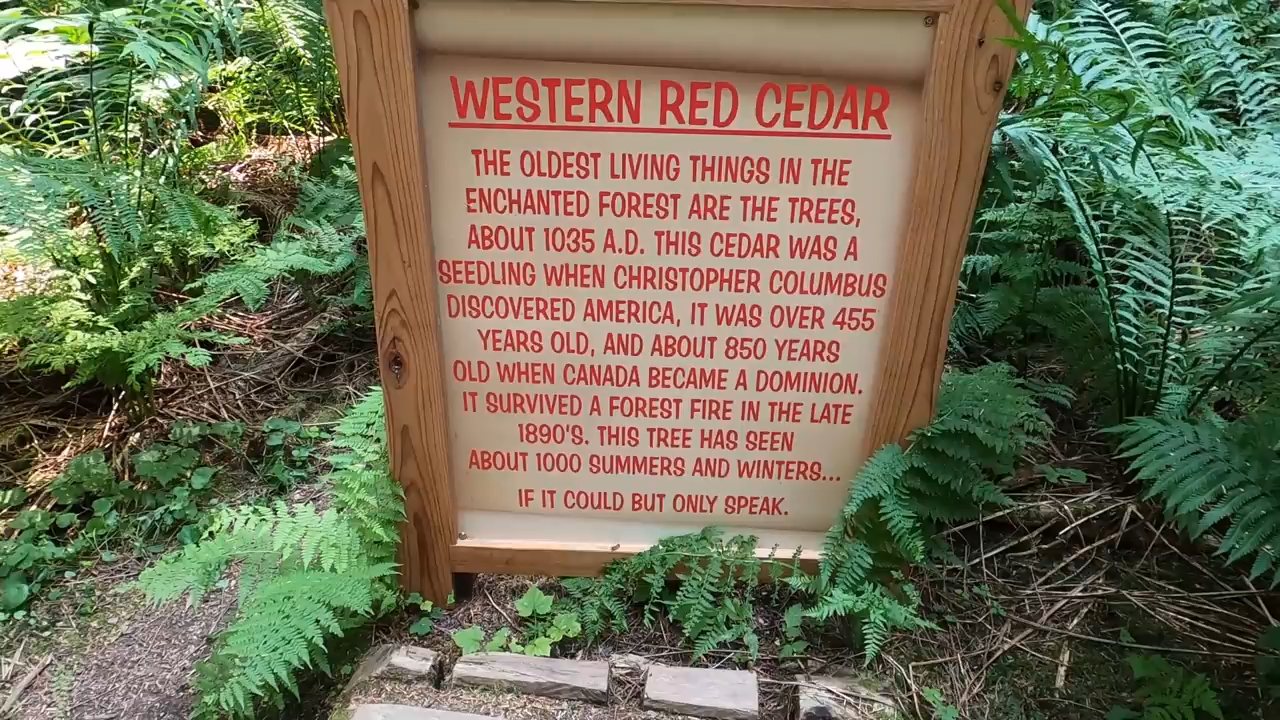 WESTERN RED CEDAR
THE OLDEST LIVING THINGS IN THE
ENCHANTED FOREST ARE THE TREES,
ABOUT 1035 A.D. THIS CEDAR WAS A
SEEDLING WHEN CHRISTOPHER COLUMBUS
DISCOVERED AMERICA, IT WAS OVER 455
YEARS OLD, AND ABOUT 850 YEARS
OLD WHEN CANADA BECAME A DOMINION.
IT SURVIVED A FOREST FIRE IN THE LATE
1890'S. THIS TREE HAS SEEN
ABOUT 1000 SUMMERS AND WINTERS...
IF IT COULD BUT ONLY SPEAK.